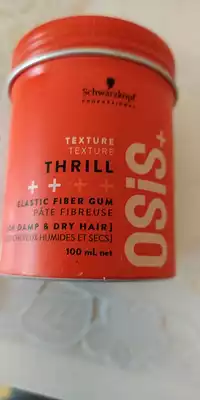 Schwarzkopf
PROFESSIONAL
TEXTURE
TEXTURE
THRILL
ELASTIC FIBER GUM
PÂTE FIBREUSE
DAMP & DRY HAIR]
CHEVEUX HUMIDES ET SECS]
100 mL net
OSiS+